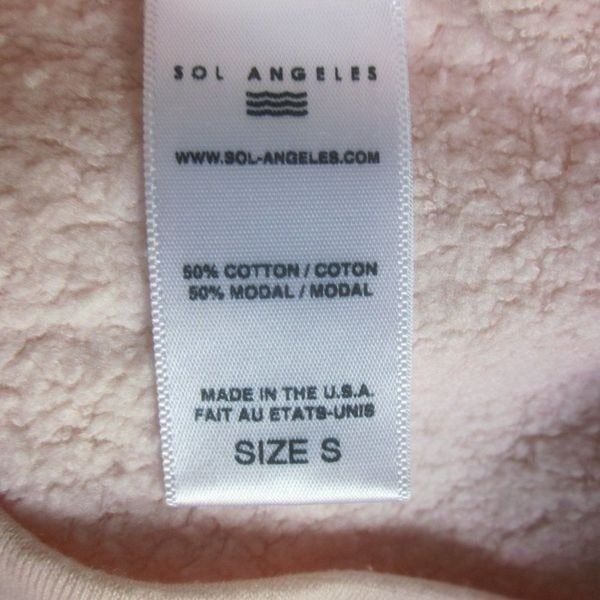 SOL ANGELES
WWW.SOL-ANGELES.COM
50% COTTON / COTON
50% MODAL / MODAL
MADE IN THE U.S.A.
FAIT AU ETATS-UNIS
SIZE S